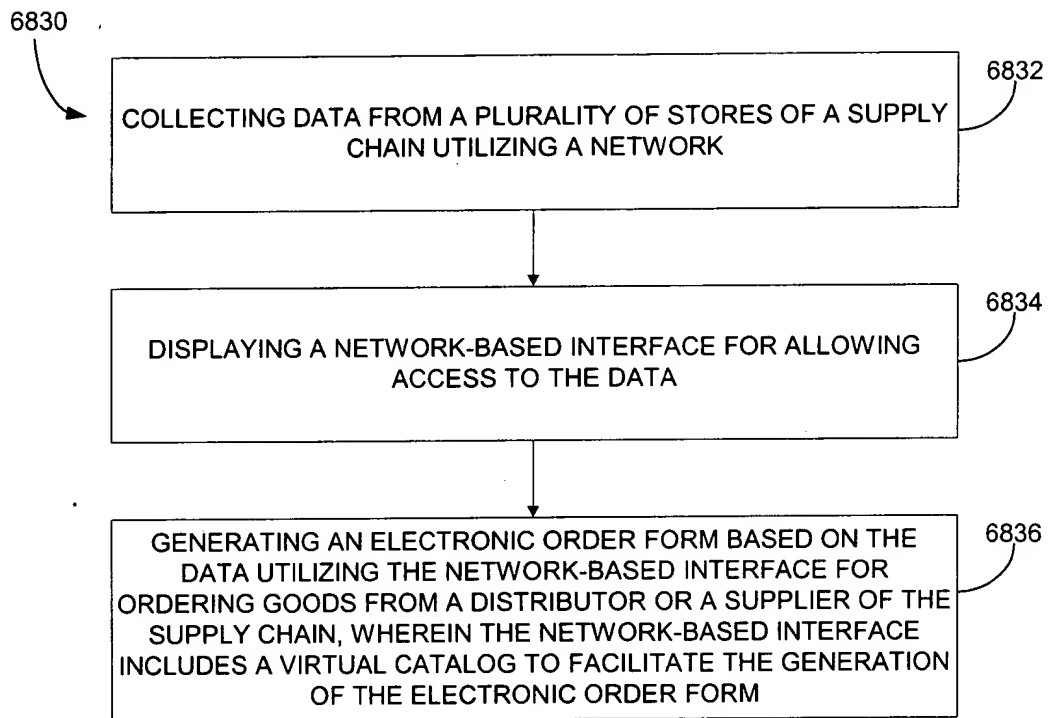 6830
6832
COLLECTING DATA FROM A PLURALITY OF STORES OF A SUPPLY
CHAIN UTILIZING A NETWORK
6834
DISPLAYING A NETWORK-BASED INTERFACE FOR ALLOWING
ACCESS TO THE DATA
6836
GENERATING AN ELECTRONIC ORDER FORM BASED ON THE
DATA UTILIZING THE NETWORK-BASED INTERFACE FOR
ORDERING GOODS FROM A DISTRIBUTOR OR A SUPPLIER OF THE
SUPPLY CHAIN, WHEREIN THE NETWORK-BASED INTERFACE
INCLUDES A VIRTUAL CATALOG TO FACILITATE THE GENERATION
OF THE ELECTRONIC ORDER FORM